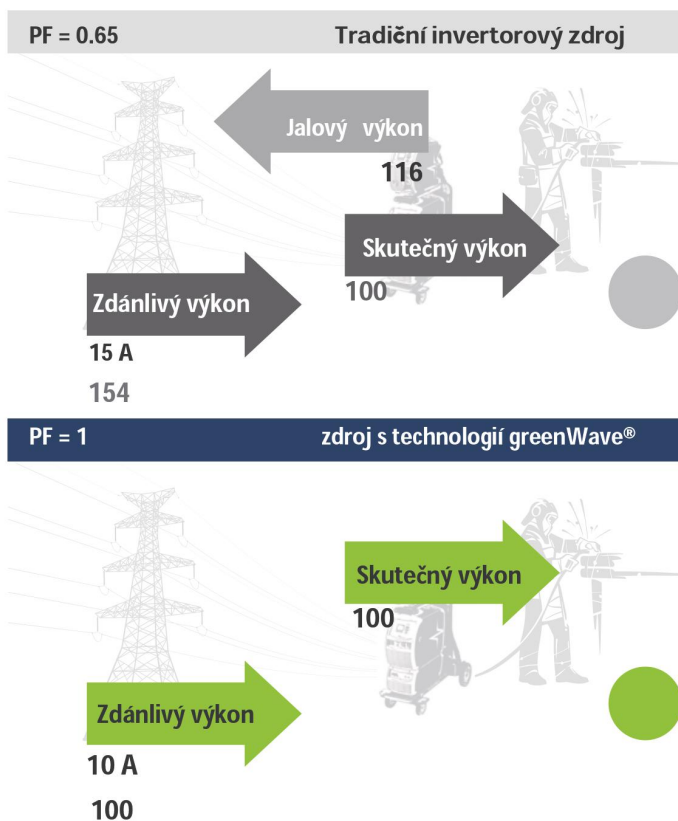 PF = 0.65 Tradiční invertorový zdroj
Jalový výkon
116
Skutečný výkon
100
Zdánlivý výkon
15 A
154
PF = 1 zdroj s technologií greenWave®
Skutečný výkon
100
Zdánlivý výkon
10 A
100